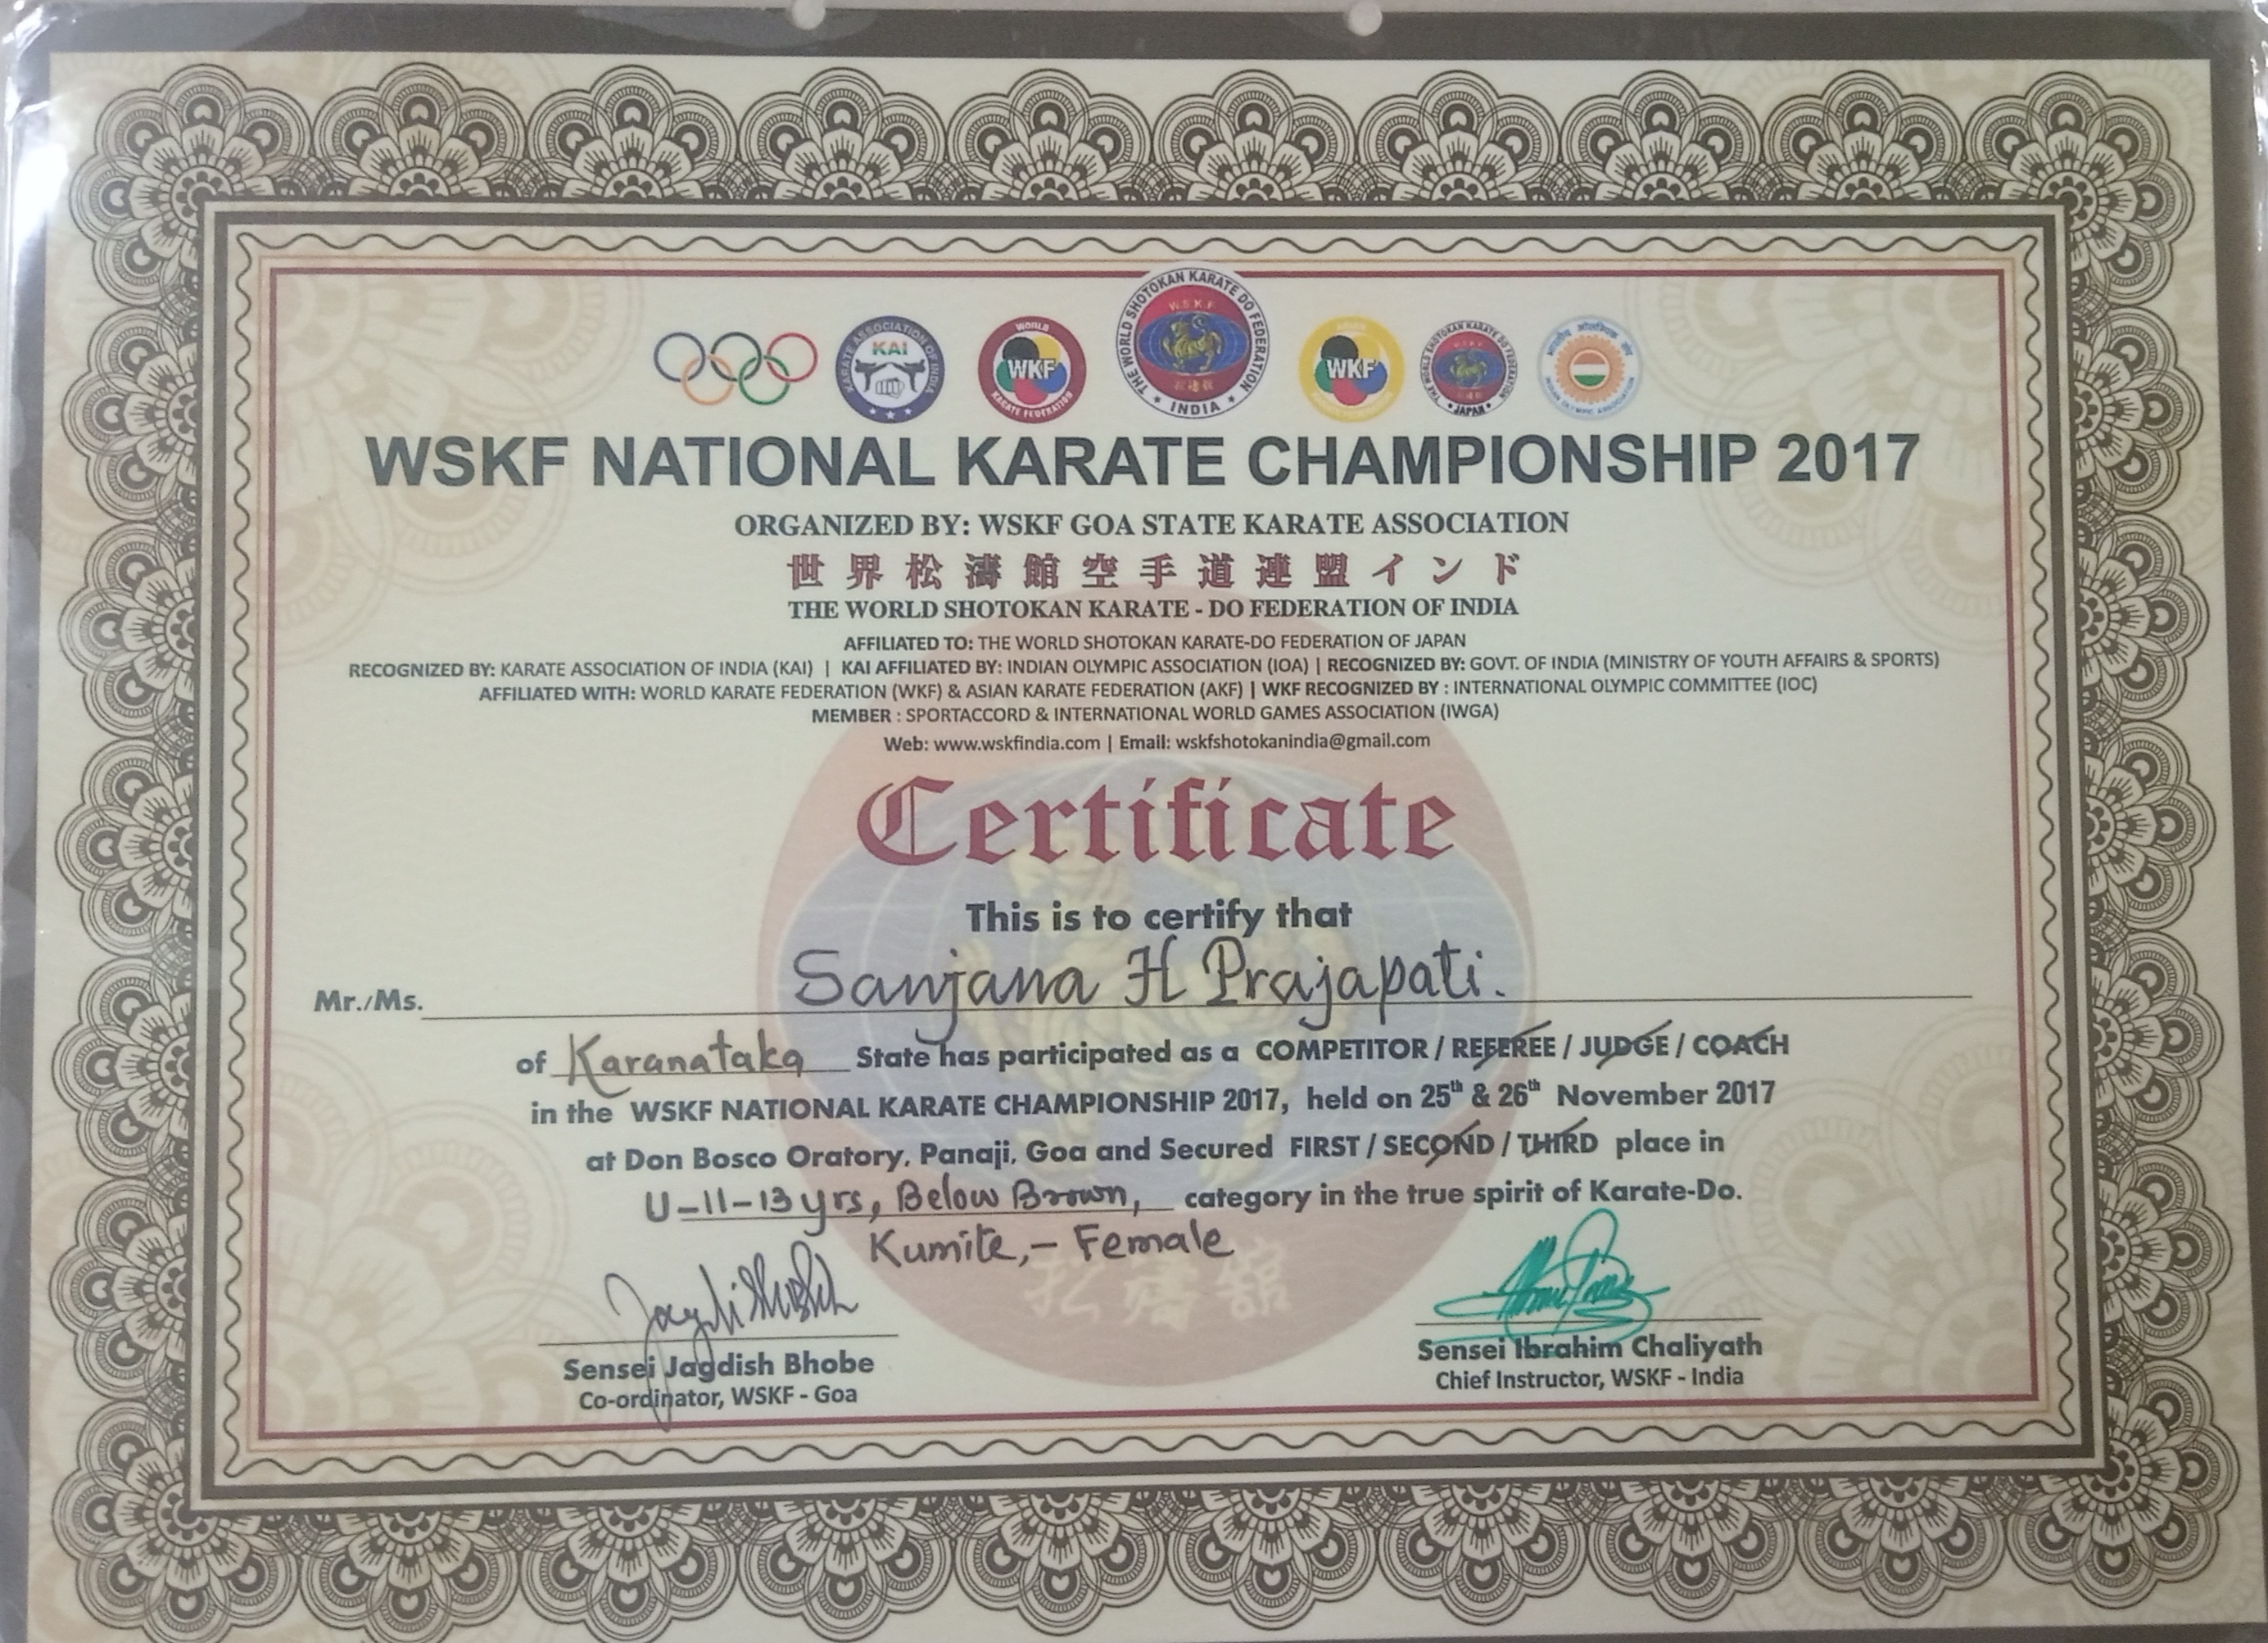 KARATE ASSOCIATION OF INDIA
KAI
WORLD
WKF
KARATE FEDERATION
THE WORLD SHOTOKAN KARATE DO FEDERATION
W.S.K.F.
INDIA
WKF
THE WORLD SHOTOKAN KARATE DO FEDERATION
JAPAN
INDIAN OLYMPIC ASSOCIATION
WSKF NATIONAL KARATE CHAMPIONSHIP 2017
ORGANIZED BY: WSKF GOA STATE KARATE ASSOCIATION
世界松濤館空手道連盟インド
THE WORLD SHOTOKAN KARATE - DO FEDERATION OF INDIA
AFFILIATED TO: THE WORLD SHOTOKAN KARATE-DO FEDERATION OF JAPAN
RECOGNIZED BY: KARATE ASSOCIATION OF INDIA (KAI) | KAI AFFILIATED BY: INDIAN OLYMPIC ASSOCIATION (IOA) | RECOGNIZED BY: GOVT. OF INDIA (MINISTRY OF YOUTH AFFAIRS & SPORTS)
AFFILIATED WITH: WORLD KARATE FEDERATION (WKF) & ASIAN KARATE FEDERATION (AKF) | WKF RECOGNIZED BY : INTERNATIONAL OLYMPIC COMMITTEE (IOC)
MEMBER : SPORTACCORD & INTERNATIONAL WORLD GAMES ASSOCIATION (IWGA)
Web: www.wskfindia.com | Email: wskfshotokanindia@gmail.com
Certificate
This is to certify that
Mr./Ms. Sanjana H Prajapati.
of Karanataka State has participated as a COMPETITOR / REFEREE / JUDGE / COACH
in the WSKF NATIONAL KARATE CHAMPIONSHIP 2017, held on 25th & 26th November 2017
at Don Bosco Oratory, Panaji, Goa and Secured FIRST / SECOND / THIRD place in
U-11-13 yrs, Below Brown, category in the true spirit of Karate-Do.
Kumite,- Female
松濤館
Sensei Jagdish Bhobe
Co-ordinator, WSKF - Goa
Sensei Ibrahim Chaliyath
Chief Instructor, WSKF - India